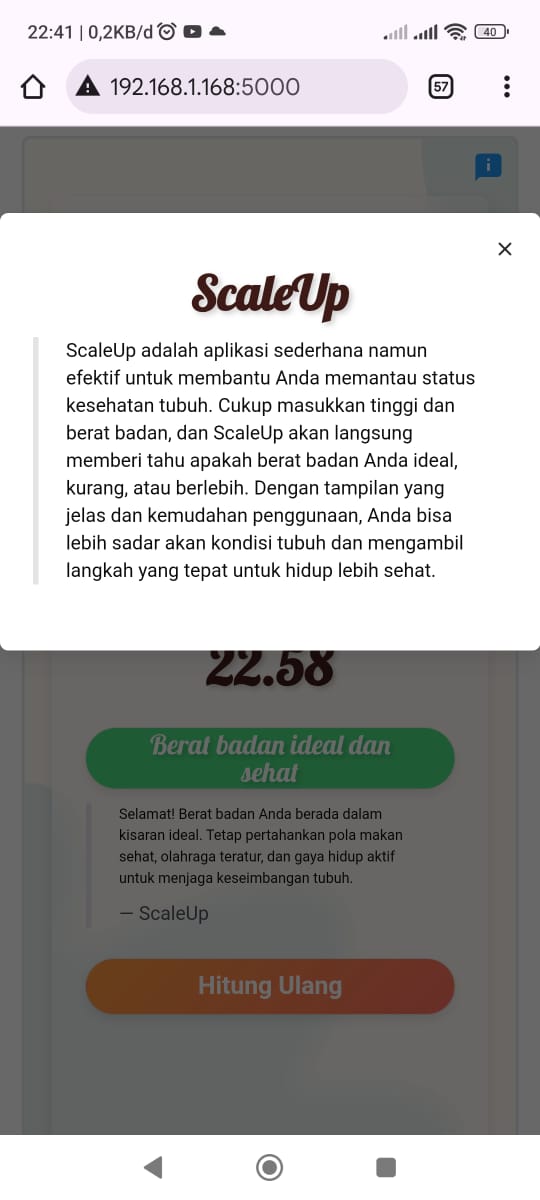 22:41 | 0,2KB/d
40
192.168.1.168:5000
57
ScaleUp
ScaleUp adalah aplikasi sederhana namun
efektif untuk membantu Anda memantau status
kesehatan tubuh. Cukup masukkan tinggi dan
berat badan, dan ScaleUp akan langsung
memberi tahu apakah berat badan Anda ideal,
kurang, atau berlebih. Dengan tampilan yang
jelas dan kemudahan penggunaan, Anda bisa
lebih sadar akan kondisi tubuh dan mengambil
langkah yang tepat untuk hidup lebih sehat.
22.58
Berat badan ideal dan
sehat
Selamat! Berat badan Anda berada dalam
kisaran ideal. Tetap pertahankan pola makan
sehat, olahraga teratur, dan gaya hidup aktif
untuk menjaga keseimbangan tubuh.
— ScaleUp
Hitung Ulang